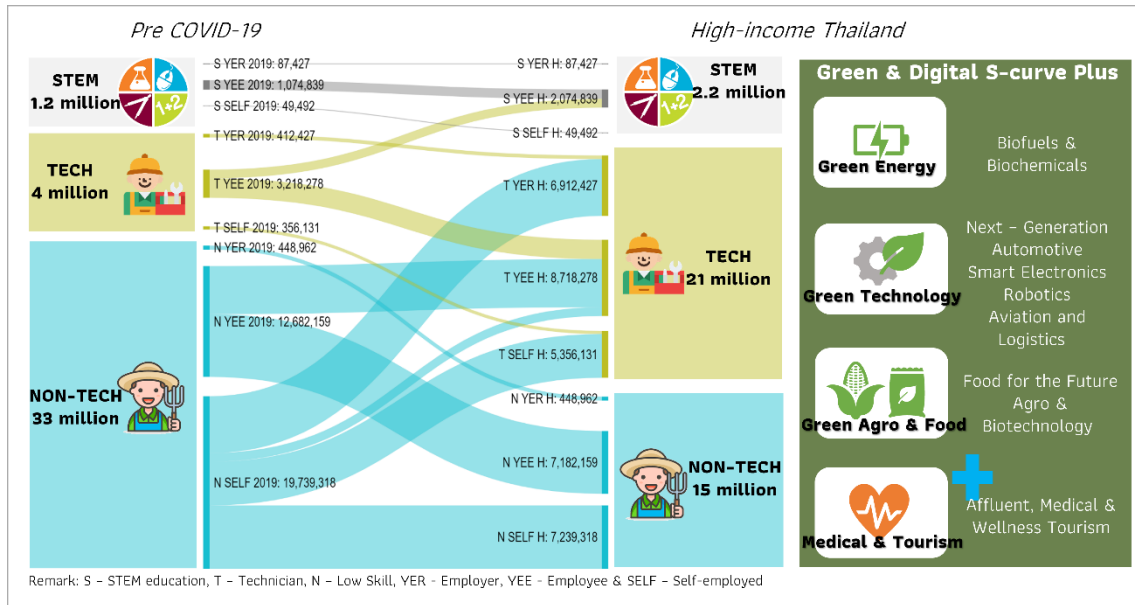 Pre COVID-19
High-income Thailand
STEM
1.2 million
1+2
S YER 2019: 87,427
S YEE 2019: 1,074,839
S SELF 2019: 49,492
TECH
4 million
T YER 2019: 412,427
T YEE 2019: 3,218,278
T SELF 2019: 356,131
NON-TECH
33 million
N YER 2019: 448,962
N YEE 2019: 12,682,159
N SELF 2019: 19,739,318
S YER H: 87,427
S YEE H: 2,074,839
S SELF H: 49,492
STEM
2.2 million
1+2
T YER H: 6,912,427
T YEE H: 8,718,278
T SELF H: 5,356,131
TECH
21 million
N YER H: 448,962
N YEE H: 7,182,159
N SELF H: 7,239,318
NON-TECH
15 million
Green & Digital S-curve Plus
Green Energy
Biofuels &
Biochemicals
Green Technology
Next – Generation
Automotive
Smart Electronics
Robotics
Aviation and
Logistics
Green Agro & Food
Food for the Future
Agro &
Biotechnology
Medical & Tourism
Affluent, Medical &
Wellness Tourism
Remark: S – STEM education, T – Technician, N – Low Skill, YER - Employer, YEE - Employee & SELF – Self-employed